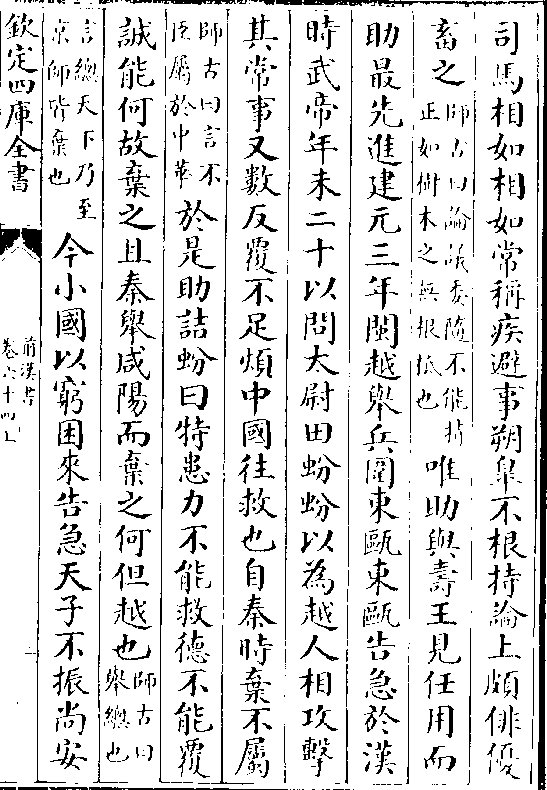 司馬相如相如常稱疾避事朔臯不根持論上頗俳優
畜之師古曰論議委隨不能持正如樹木之無根柢也唯助與壽王見任用而
助最先進建元三年閩越舉兵圍東甌東甌告急於漢
時武帝年未二十以問太尉田蚡蚡以為越人相攻擊
其常事又數反覆不足煩中國往救也自秦時棄不屬
師古曰言不臣屬於中華於是助詰蚡曰特患力不能救德不能覆
誠能何故棄之且秦舉咸陽而棄之何但越也師古曰舉總也
言總天下乃至京師皆棄也今小國以窮困來告急天子不振尚安
欽定四庫全書
前漢書
卷六十四上